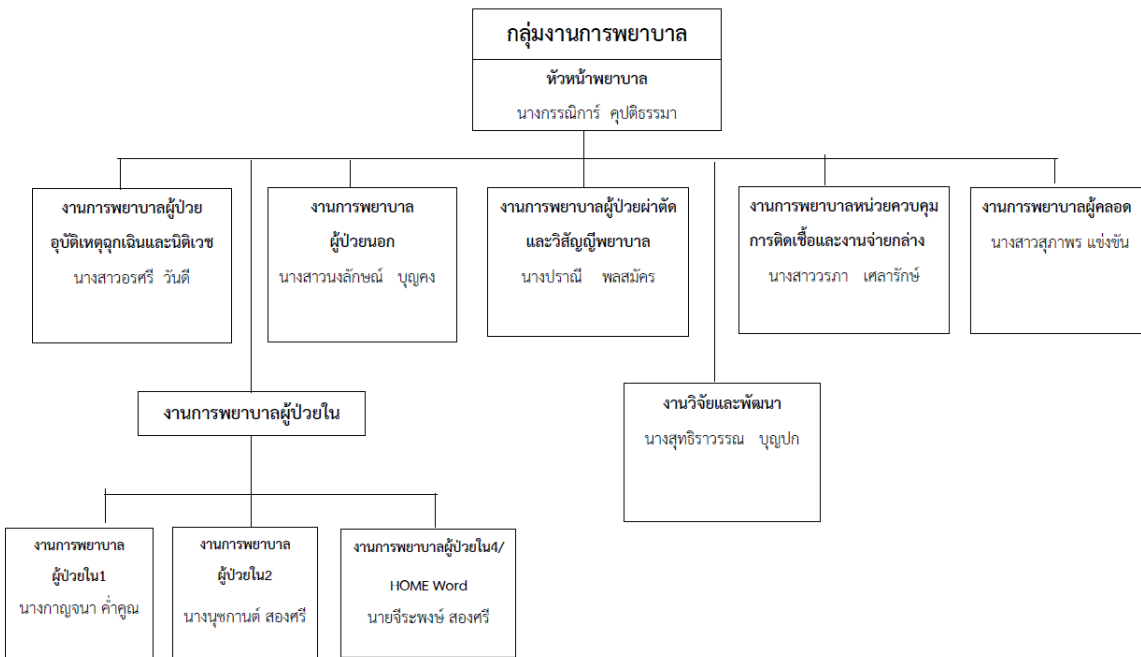 กลุ่มงานการพยาบาล
หัวหน้าพยาบาล
นางกรรณิการ์ คุปติธรรมา
งานการพยาบาลผู้ป่วย
อุบัติเหตุฉุกเฉินและนิติเวช
นางสาวอรศรี วันดี
งานการพยาบาล
ผู้ป่วยนอก
นางสาวนงลักษณ์ บุญคง
งานการพยาบาลผู้ป่วยผ่าตัด
และวิสัญญีพยาบาล
นางปราณี พลสมัคร
งานการพยาบาลหน่วยควบคุม
การติดเชื้อและงานจ่ายกลาง
นางสาววรภา เศลารักษ์
งานการพยาบาลผู้คลอด
นางสาวสุภาพร แข่งขัน
งานการพยาบาลผู้ป่วยใน
งานวิจัยและพัฒนา
นางสุทธิราวรรณ บุญปก
งานการพยาบาล
ผู้ป่วยใน1
นางกาญจนา ค่ำคูณ
งานการพยาบาล
ผู้ป่วยใน2
นางนุชกานต์ สองศรี
งานการพยาบาลผู้ป่วยใน4/
HOME Word
นายจีระพงษ์ สองศรี